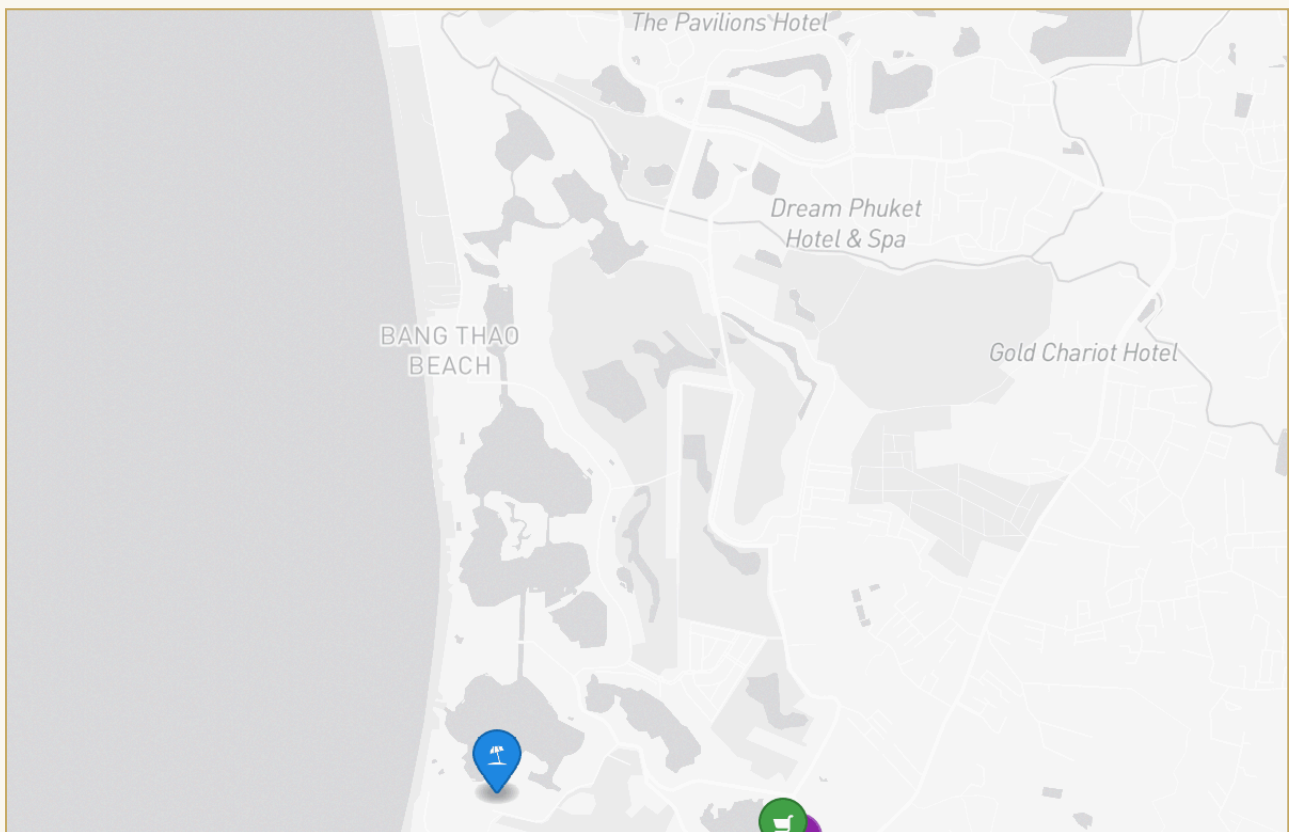 The Pavilions Hotel
Dream Phuket
Hotel & Spa
BANG THAO
BEACH
Gold Chariot Hotel